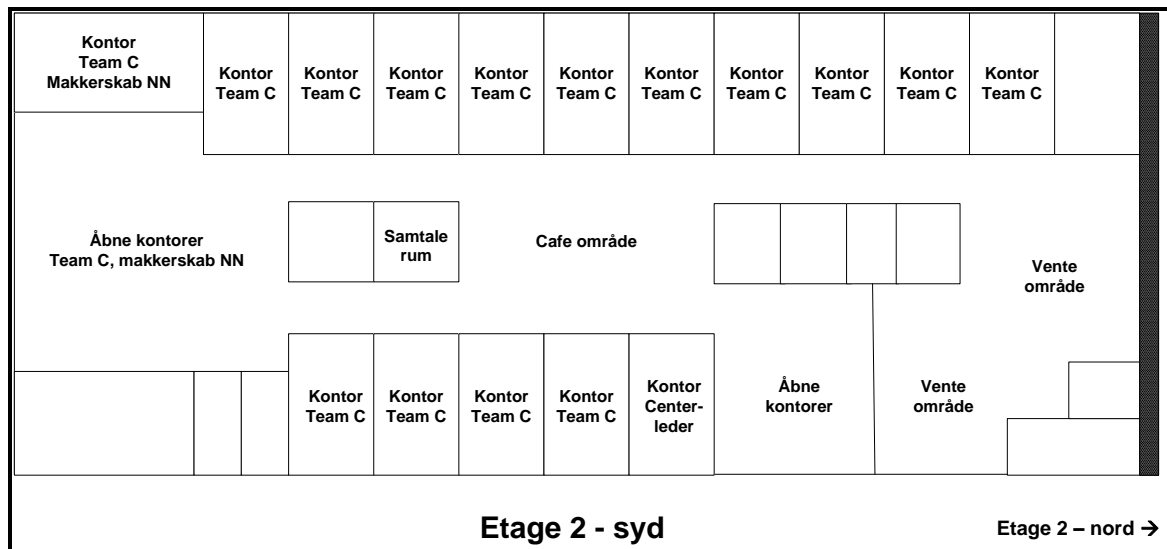 Kontor
Team C
Makkerskab NN
Kontor
Team C
Kontor
Team C
Kontor
Team C
Kontor
Team C
Kontor
Team C
Kontor
Team C
Kontor
Team C
Kontor
Team C
Kontor
Team C
Kontor
Team C
Åbne kontorer
Team C, makkerskab NN
Samtale
rum
Cafe område
Vente
område
Kontor
Team C
Kontor
Team C
Kontor
Team C
Kontor
Team C
Kontor
Center-
leder
Åbne
kontorer
Vente
område
Etage 2 - syd
Etage 2 – nord →